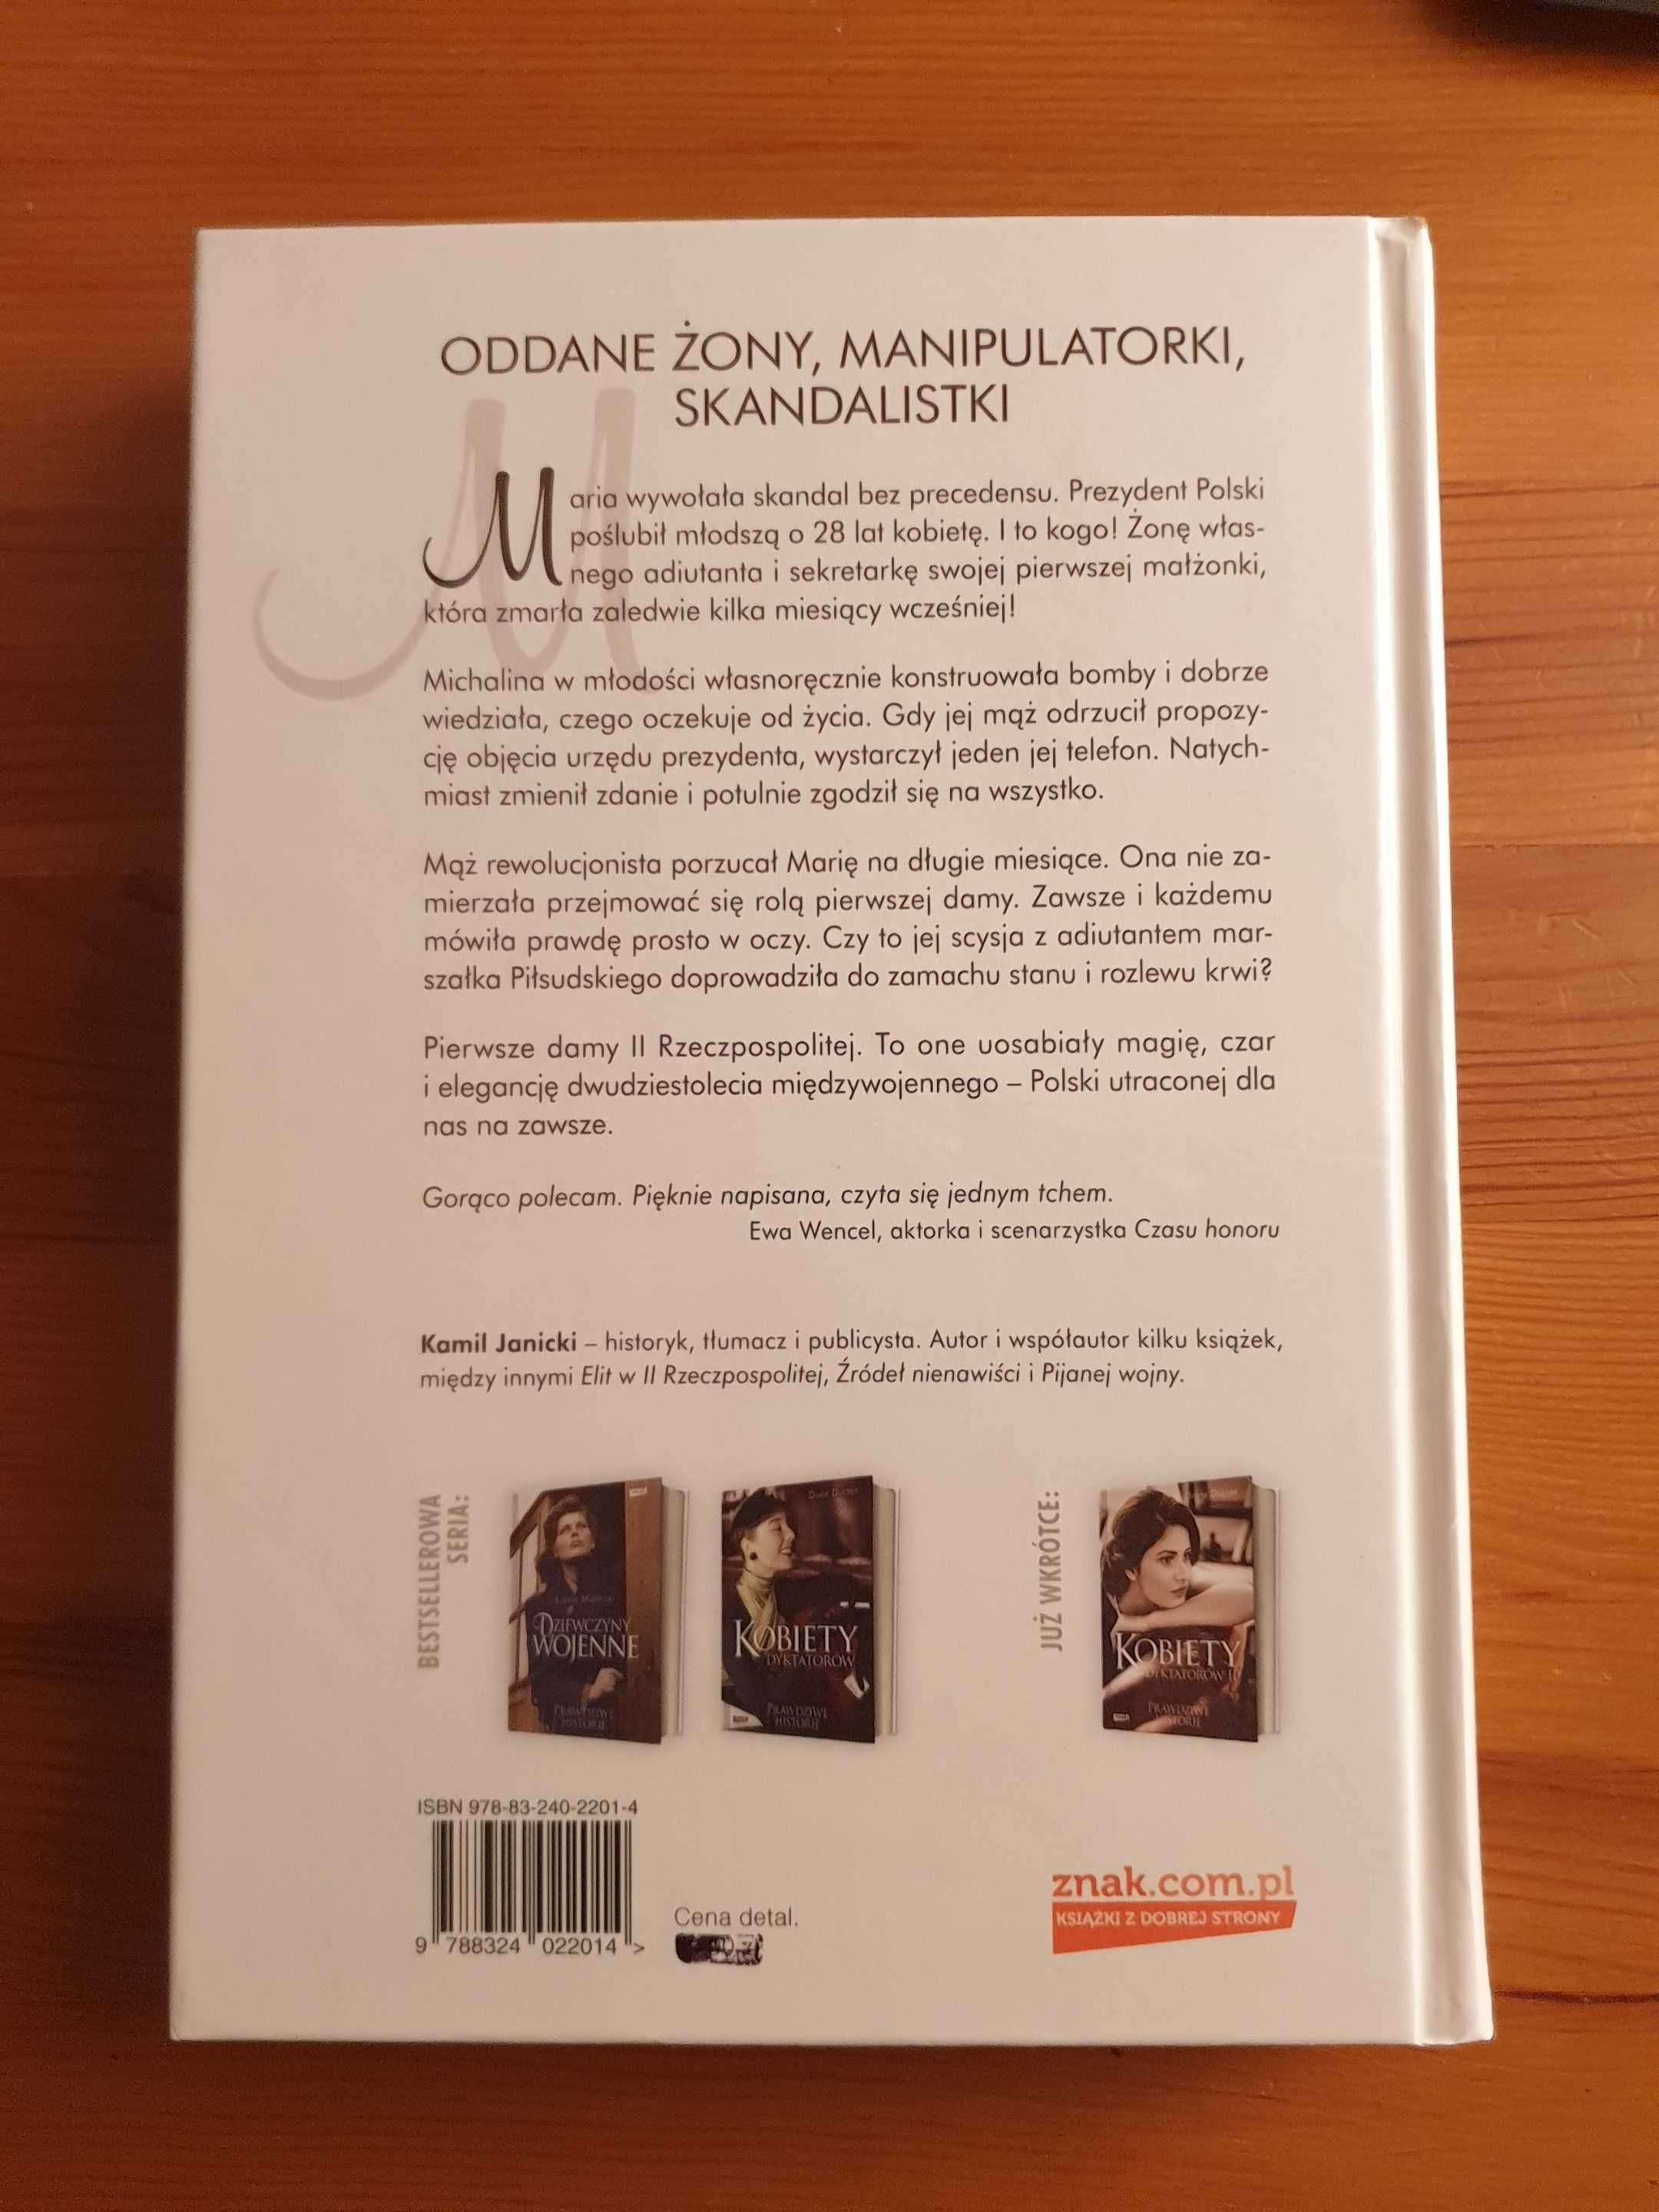 ODDANE ŻONY, MANIPULATORKI,
SKANDALISTKI
Maria wywołała skandal bez precedensu. Prezydent Polski
poślubił młodszą o 28 lat kobietę. I to kogo! Żonę włas-
nego adiutanta i sekretarkę swojej pierwszej małżonki,
która zmarła zaledwie kilka miesięcy wcześniej!
Michalina w młodości własnoręcznie konstruowała bomby i dobrze
wiedziała, czego oczekuje od życia. Gdy jej mąż odrzucił propozy-
cję objęcia urzędu prezydenta, wystarczył jeden jej telefon. Natych-
miast zmienił zdanie i potulnie zgodził się na wszystko.
Mąż rewolucjonista porzucał Marię na długie miesiące. Ona nie za-
mierzała przejmować się rolą pierwszej damy. Zawsze i każdemu
mówiła prawdę prosto w oczy. Czy to jej scysja z adiutantem mar-
szałka Piłsudskiego doprowadziła do zamachu stanu i rozlewu krwi?
Pierwsze damy II Rzeczpospolitej. To one uosabiały magię, czar
i elegancję dwudziestolecia międzywojennego – Polski utraconej dla
nas na zawsze.
Gorąco polecam. Pięknie napisana, czyta się jednym tchem.
Ewa Wencel, aktorka i scenarzystka Czasu honoru
Kamil Janicki – historyk, tłumacz i publicysta. Autor i współautor kilku książek,
między innymi Elit w II Rzeczpospolitej, Źródeł nienawiści i Pijanej wojny.
BESTSELLEROWA
SERIA:
DZIEWCZYNY
WOJENNE
PRAWDZIWE
HISTORIE
KOBIETY
DYKTATORÓW
PRAWDZIWE
HISTORIE
JUŻ WKRÓTCE:
KOBIETY
DYKTATORÓW II
PRAWDZIWE
HISTORIE
ISBN 978-83-240-2201-4
9 788324 022014 >
Cena detal.
znak.com.pl
KSIĄŻKI Z DOBREJ STRONY